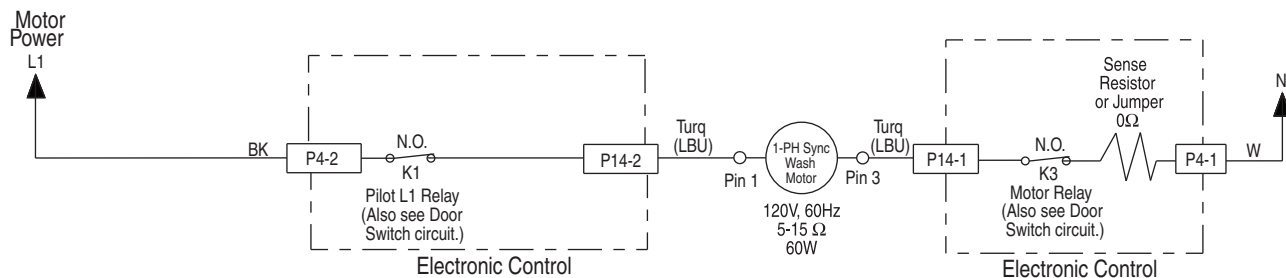 Motor
Power
L1
BK
P4-2
N.O.
K1
Pilot L1 Relay
(Also see Door
Switch circuit.)
P14-2
Electronic Control
Turq
(LBU)
Pin 1
1-PH Sync
Wash
Motor
120V, 60Hz
5-15 Ω
60W
Pin 3
Turq
(LBU)
P14-1
N.O.
K3
Motor Relay
(Also see Door
Switch circuit.)
Sense
Resistor
or Jumper
0Ω
P4-1
Electronic Control
W
N